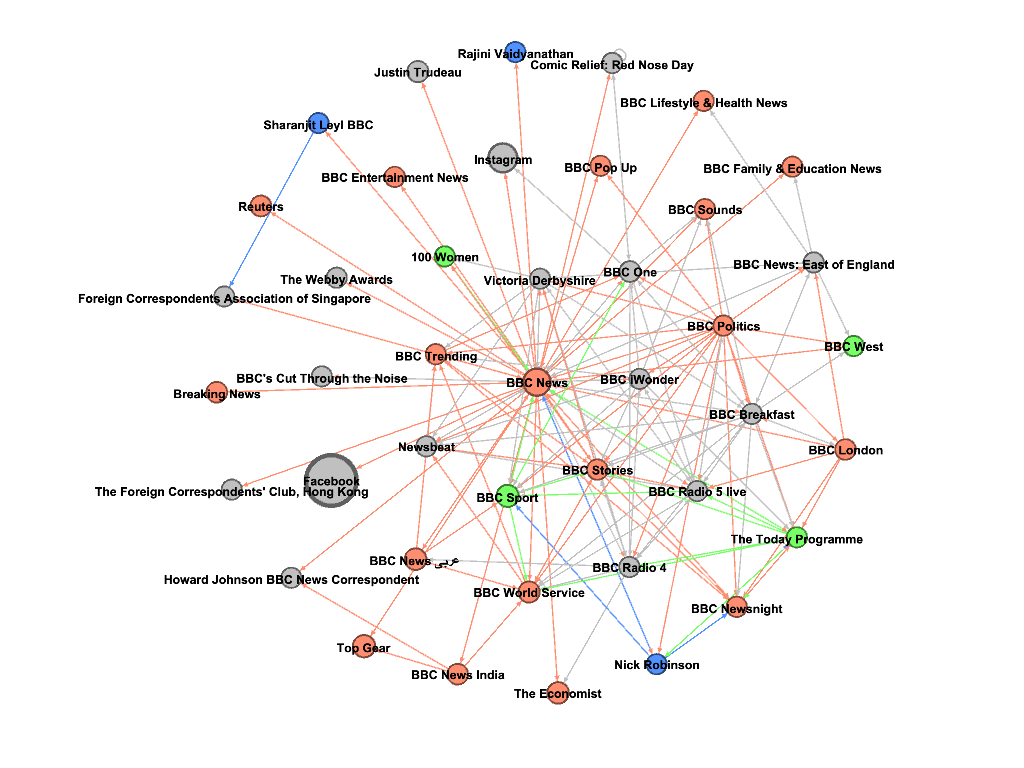 Rajini Vaidyanathan
Comic Relief: Red Nose Day
Justin Trudeau
BBC Lifestyle & Health News
Sharanjit Leyl BBC
Instagram
BBC Pop Up
BBC Family & Education News
BBC Entertainment News
Reuters
BBC Sounds
100 Women
BBC News: East of England
The Webby Awards
Victoria Derbyshire
BBC One
Foreign Correspondents Association of Singapore
BBC Politics
BBC West
BBC Trending
BBC's Cut Through the Noise
BBC News
BBC iWonder
Breaking News
BBC Breakfast
Newsbeat
BBC London
BBC Stories
Facebook
The Foreign Correspondents' Club, Hong Kong
BBC Sport
BBC Radio 5 live
The Today Programme
BBC News عربي
BBC Radio 4
Howard Johnson BBC News Correspondent
BBC World Service
BBC Newsnight
Top Gear
Nick Robinson
BBC News India
The Economist